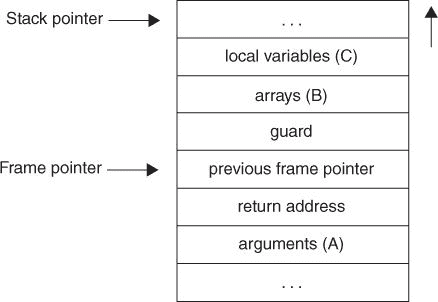 Stack pointer
. . .
local variables (C)
arrays (B)
guard
Frame pointer
previous frame pointer
return address
arguments (A)
. . .